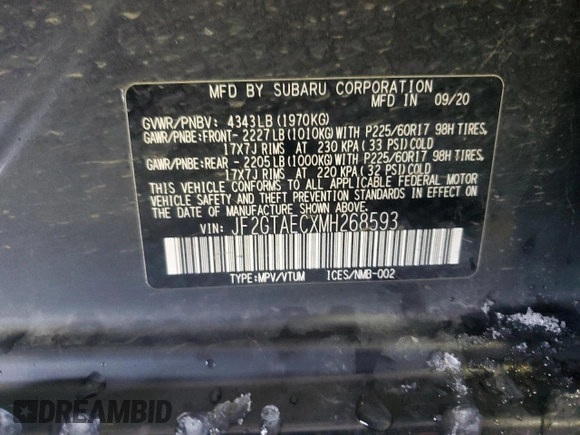 MFD BY SUBARU CORPORATION
MFD IN 09/20
GVWR/PNBV: 4343LB(1970KG)
GAWR/PNBE:FRONT- 2227LB(1010KG)WITH P225/60R17 98H TIRES,
17X7J RIMS AT 230 KPA(33 PSI)COLD
GAWR/PNBE:REAR - 2205LB(1000KG)WITH P225/60R17 98H TIRES,
17X7J RIMS AT 220 KPA(32 PSI)COLD
THIS VEHICLE CONFORMS TO ALL APPLICABLE FEDERAL MOTOR
VEHICLE SAFETY AND THEFT PREVENTION STANDARDS IN EFFECT ON
THE DATE OF MANUFACTURE SHOWN ABOVE.
VIN: JF2GTAECXMH268593
TYPE:MPV/VTUM ICES/NMB-002
DREAMBID